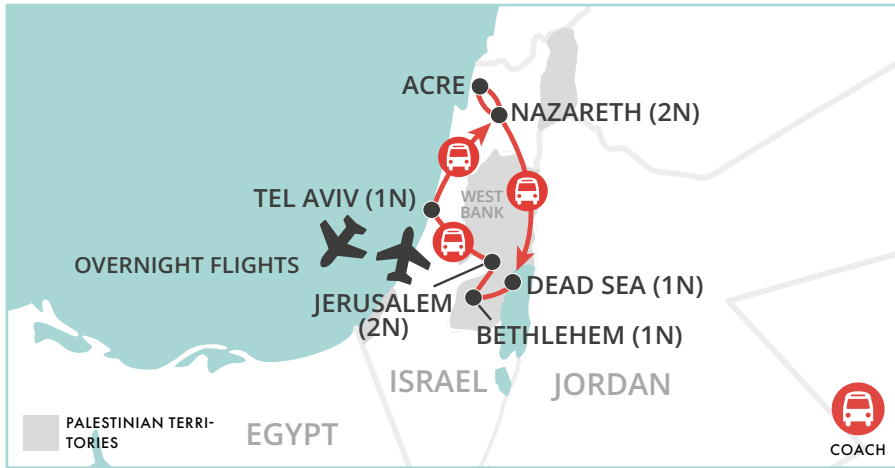 ACRE
NAZARETH (2N)
WEST
BANK
TEL AVIV (1N)
OVERNIGHT FLIGHTS
DEAD SEA (1N)
JERUSALEM
(2N)
BETHLEHEM (1N)
ISRAEL
JORDAN
PALESTINIAN TERRI-
TORIES
EGYPT
COACH